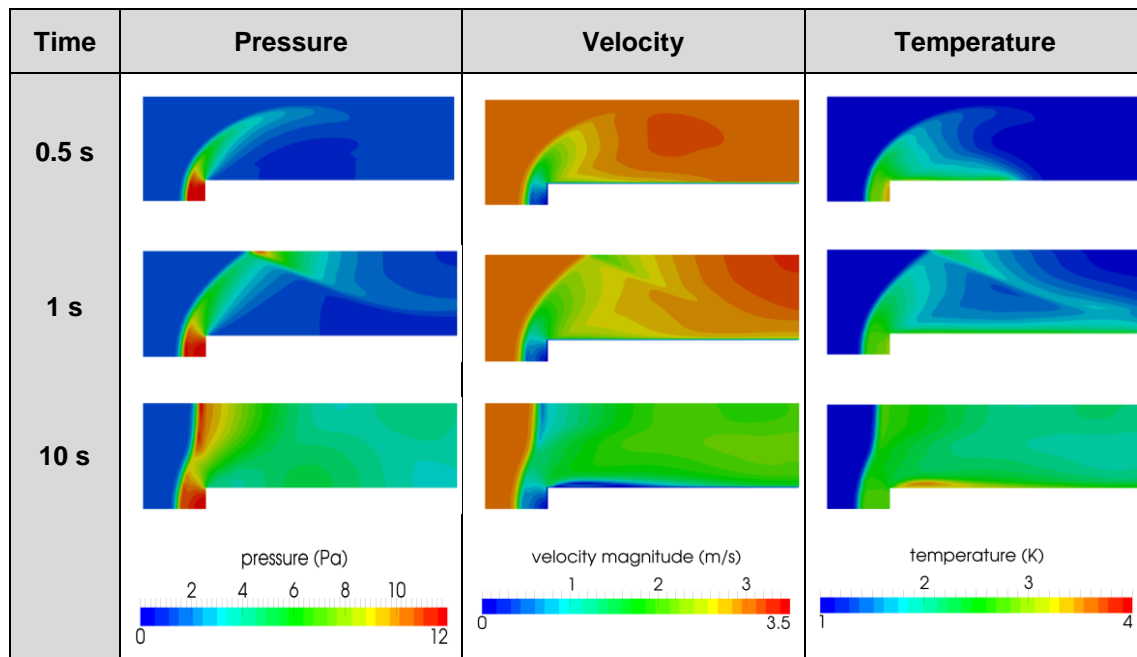 Time Pressure Velocity Temperature
0.5 s
1 s
10 s
pressure (Pa) velocity magnitude (m/s) temperature (K)
2 4 6 8 10 1 2 3 2 3
0 12 0 3.5 1 4